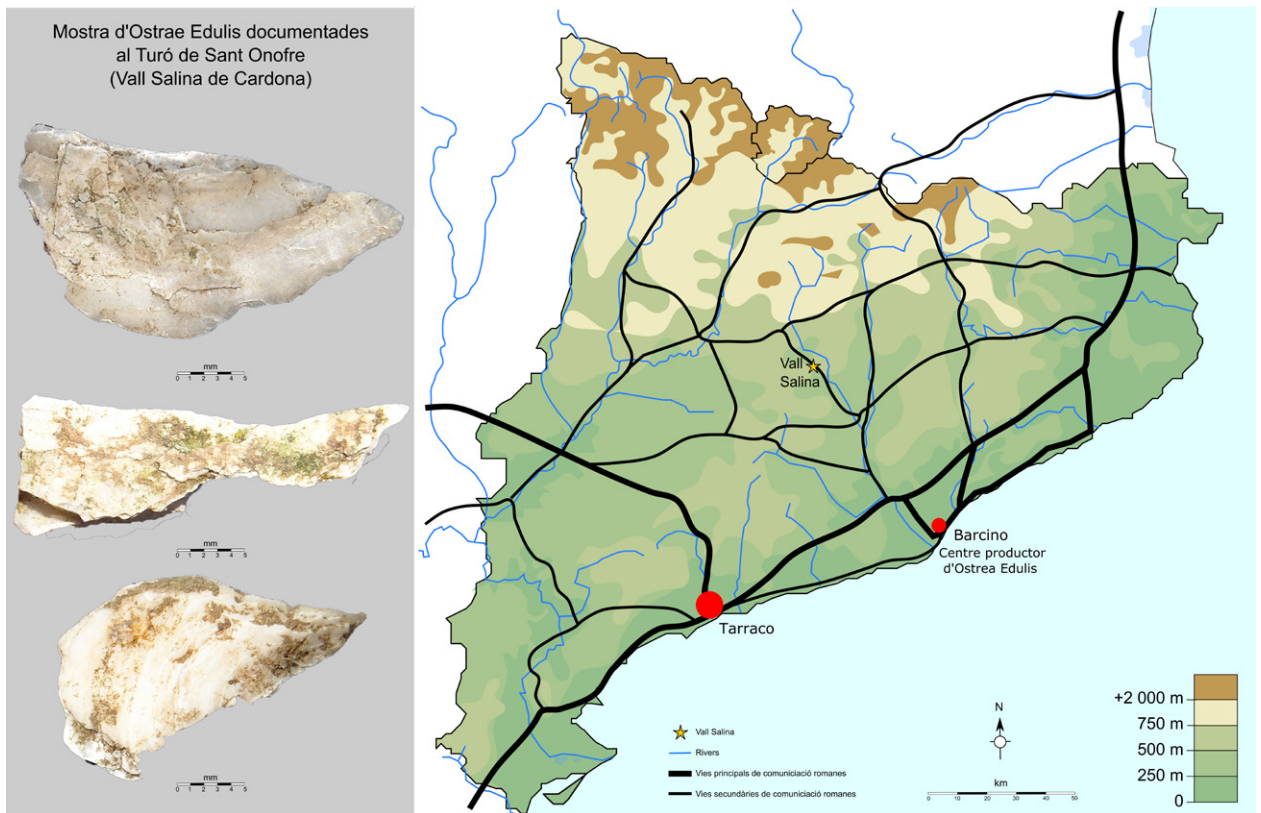 Mostra d'Ostrae Edulis documentades
al Turó de Sant Onofre
(Vall Salina de Cardona)
mm
0 1 2 3 4 5
mm
0 1 2 3 4 5
mm
0 1 2 3 4 5
Vall
Salina
Barcino
Centre productor
d'Ostrea Edulis
Tarraco
Vall Salina
Rivers
Vies principals de comuniciació romanes
Vies secundàries de comuniciació romanes
N
km
0 10 20 30 40 50
+2 000 m
750 m
500 m
250 m
0